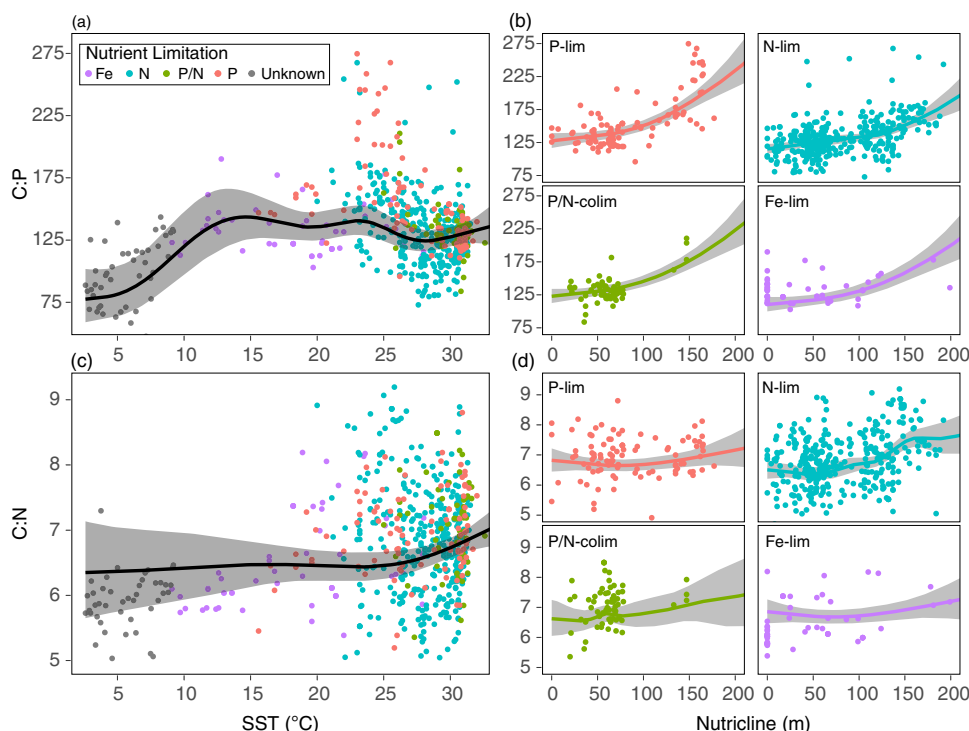 (a)
Nutrient Limitation
Fe N P/N P Unknown
275
225
175
125
75
C:P
5 10 15 20 25 30
(b)
P-lim
N-lim
275
225
175
125
75
P/N-colim
Fe-lim
275
225
175
125
75
0 50 100 150 200 0 50 100 150 200
(c)
9
8
7
6
5
C:N
5 10 15 20 25 30
SST (°C)
(d)
P-lim
N-lim
9
8
7
6
5
P/N-colim
Fe-lim
9
8
7
6
5
0 50 100 150 200 0 50 100 150 200
Nutricline (m)